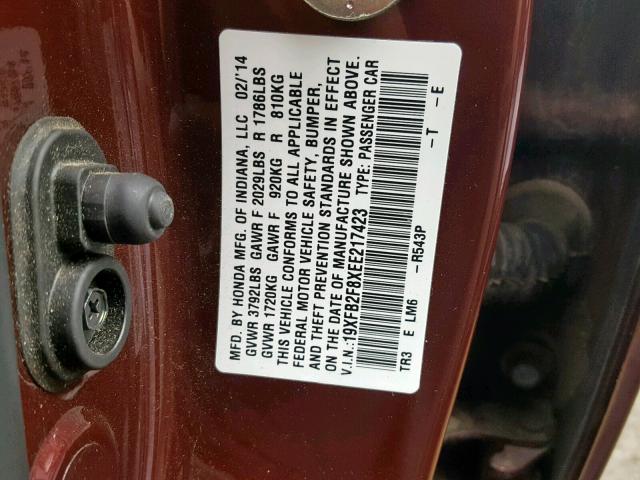 MFD. BY HONDA MFG. OF INDIANA, LLC 02/'14
GVWR 3792LBS GAWR F 2029LBS R 1786LBS
GVWR 1720KG GAWR F 920KG R 810KG
THIS VEHICLE CONFORMS TO ALL APPLICABLE
FEDERAL MOTOR VEHICLE SAFETY, BUMPER,
AND THEFT PREVENTION STANDARDS IN EFFECT
ON THE DATE OF MANUFACTURE SHOWN ABOVE.
V.I.N.:19XFB2F8XEE217423 TYPE: PASSENGER CAR
TR3 E LM6 - R543P - T - E